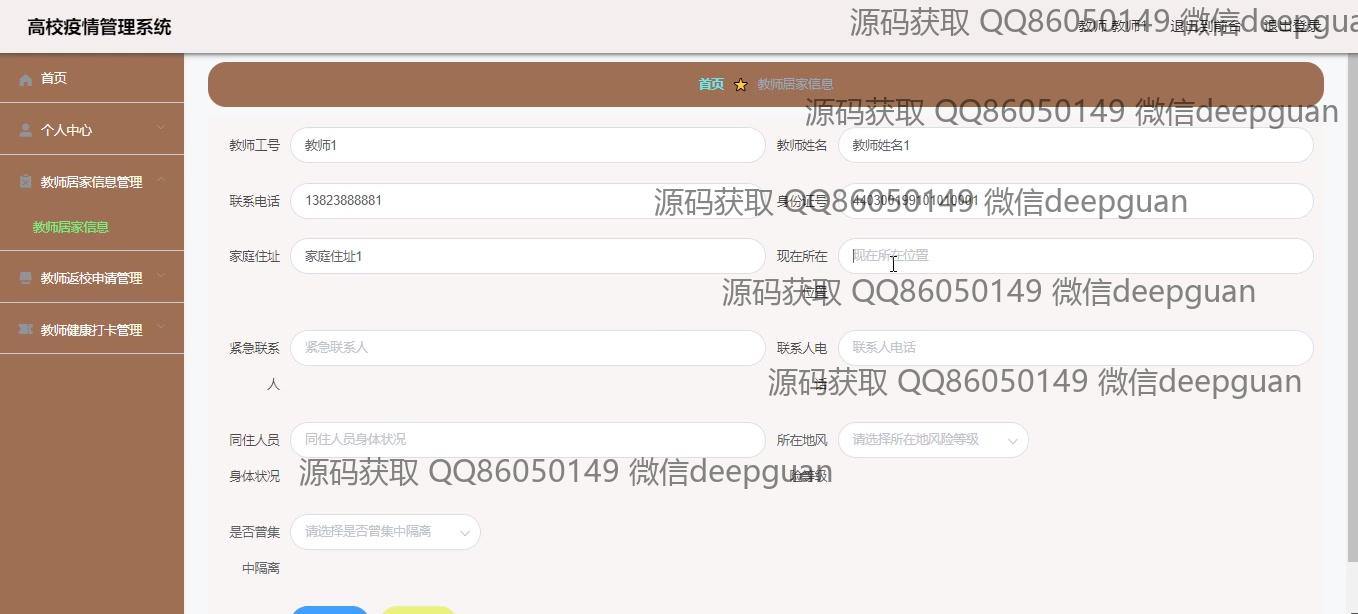 高校疫情管理系统
源码获取 QQ86050149 微信deepgua
教师 教师1 退出到前台 退出登录
首页
个人中心
教师居家信息管理
教师居家信息
教师返校申请管理
教师健康打卡管理
首页 教师居家信息
源码获取 QQ86050149 微信deepguan
教师工号 教师1 教师姓名 教师姓名1
联系电话 13823888881 身份证号 440300199101010001
源码获取 QQ86050149 微信deepguan
家庭住址 家庭住址1 现在所在位置 现在所在位置
源码获取 QQ86050149 微信deepguan
紧急联系人 紧急联系人 联系人电话 联系人电话
源码获取 QQ86050149 微信deepguan
同住人员身体状况 同住人员身体状况 所在地风险等级 请选择所在地风险等级
源码获取 QQ86050149 微信deepguan
是否曾集中隔离 请选择是否曾集中隔离